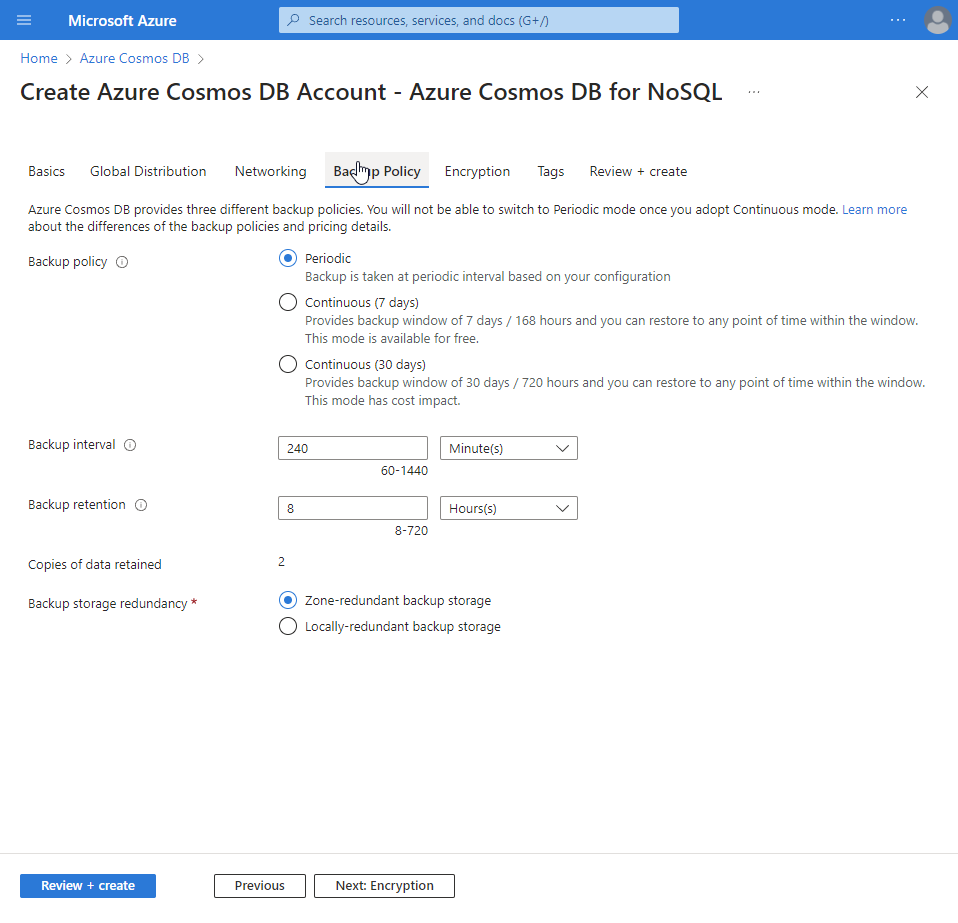 Microsoft Azure
Search resources, services, and docs (G+/)
...
Home > Azure Cosmos DB >
Create Azure Cosmos DB Account - Azure Cosmos DB for NoSQL ...
Basics Global Distribution Networking Backup Policy Encryption Tags Review + create
Azure Cosmos DB provides three different backup policies. You will not be able to switch to Periodic mode once you adopt Continuous mode. Learn more
about the differences of the backup policies and pricing details.
Backup policy
Periodic
Backup is taken at periodic interval based on your configuration
Continuous (7 days)
Provides backup window of 7 days / 168 hours and you can restore to any point of time within the window.
This mode is available for free.
Continuous (30 days)
Provides backup window of 30 days / 720 hours and you can restore to any point of time within the window.
This mode has cost impact.
Backup interval
240 Minute(s)
60-1440
Backup retention
8 Hours(s)
8-720
Copies of data retained 2
Backup storage redundancy *
Zone-redundant backup storage
Locally-redundant backup storage
Review + create Previous Next: Encryption